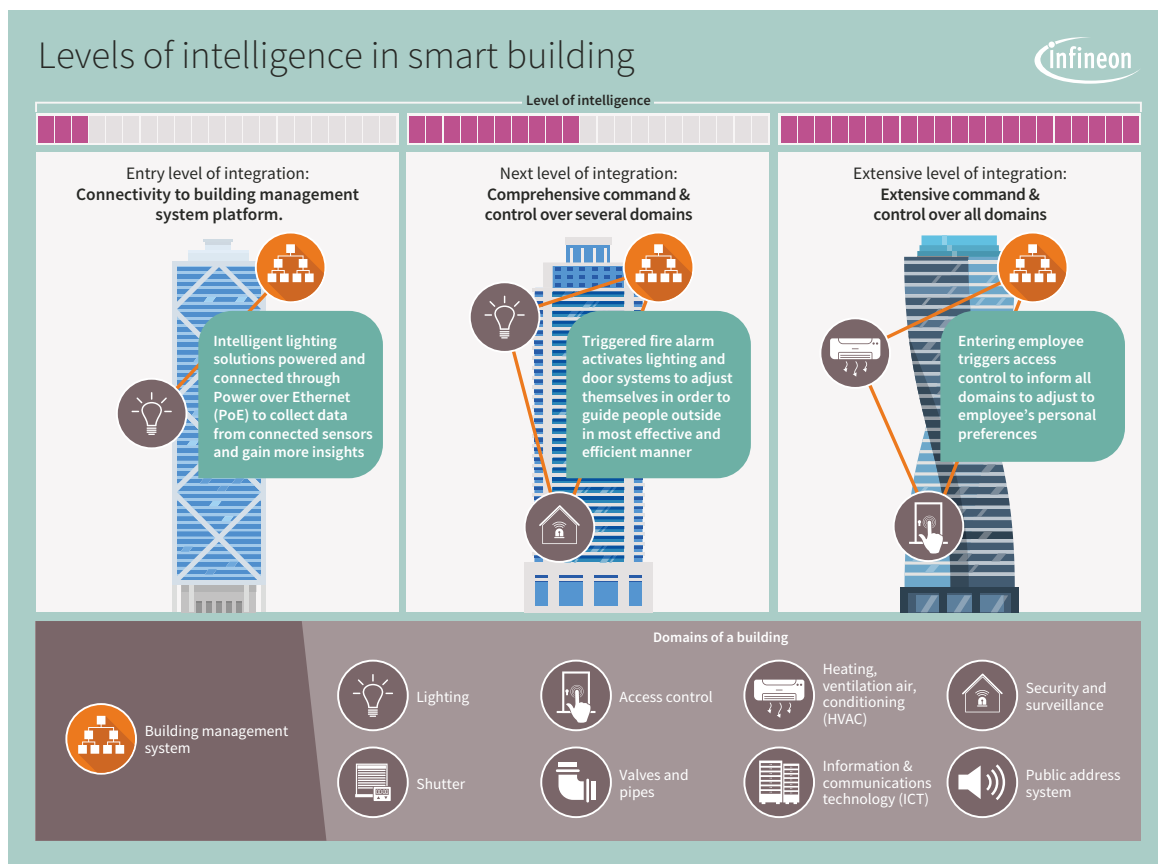 Levels of intelligence in smart building
infineon
Level of intelligence
Entry level of integration:
Connectivity to building management
system platform.
Intelligent lighting
solutions powered and
connected through
Power over Ethernet
(PoE) to collect data
from connected sensors
and gain more insights
Next level of integration:
Comprehensive command &
control over several domains
Triggered fire alarm
activates lighting and
door systems to adjust
themselves in order to
guide people outside
in most effective and
efficient manner
Extensive level of integration:
Extensive command &
control over all domains
Entering employee
triggers access
control to inform all
domains to adjust to
employee's personal
preferences
Building management
system
Domains of a building
Lighting
Access control
Heating,
ventilation air,
conditioning
(HVAC)
Security and
surveillance
Shutter
Valves and
pipes
Information &
communications
technology (ICT)
Public address
system